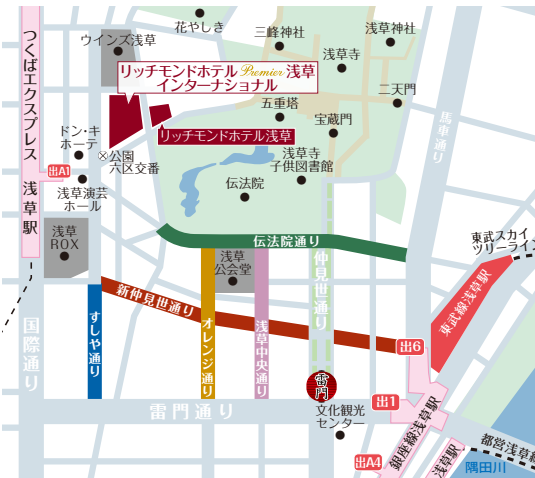 花やしき
ウインズ浅草
三峰神社
浅草神社
浅草寺
リッチモンドホテル Premier 浅草
インターナショナル
二天門
五重塔
宝蔵門
リッチモンドホテル浅草
つくばエクスプレス 浅草駅
ドン・キ
ホーテ
公園
六区交番
出A1
浅草演芸
ホール
浅草寺
子供図書館
伝法院
馬車通り
浅草
ROX
伝法院通り
浅草
公会堂
仲見世通り
東武スカイ
ツリーライン
東武線浅草駅
新仲見世通り
すしや通り
オレンジ通り
浅草中央通り
国際通り
出6
雷門
出1
雷門通り
文化観光
センター
出A4
銀座線浅草駅
浅草駅
都営浅草線
隅田川